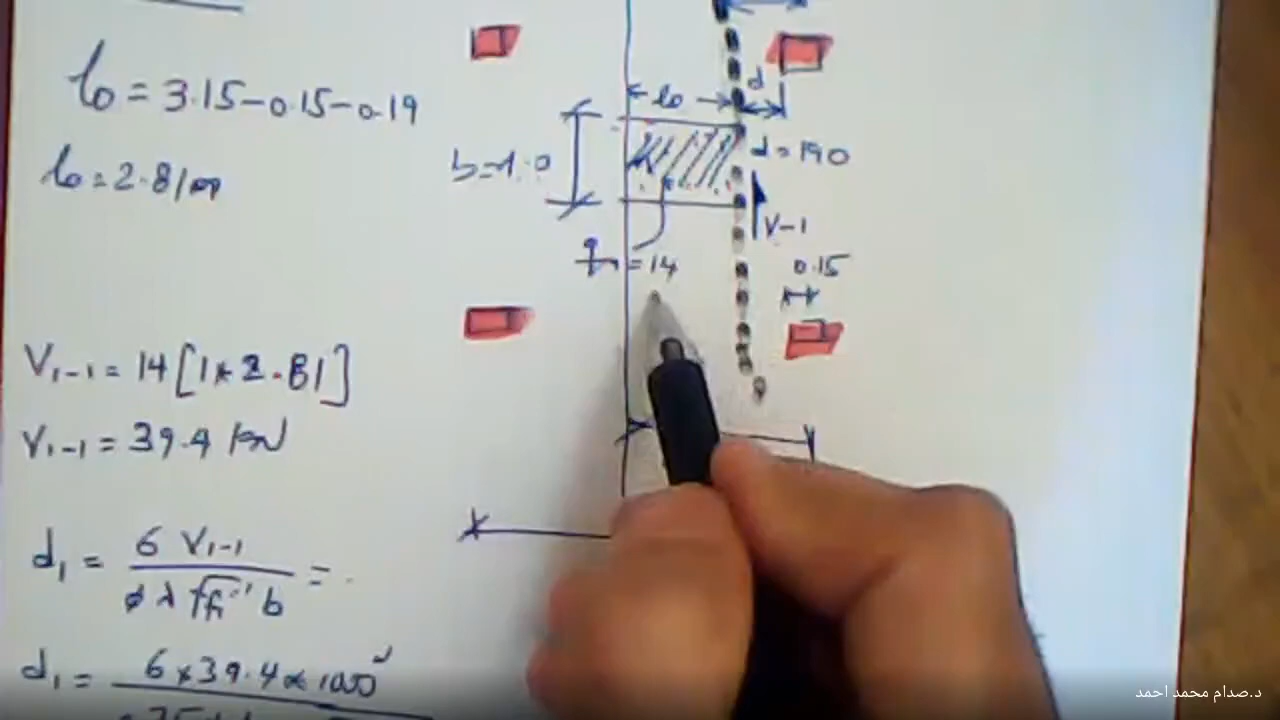 l₀ = 3.15-0.15-0.19
l₀ = 2.81m
V₁₋₁ = 14[1*2.81]
V₁₋₁ = 39.4 kN
d₁ = 6 V₁₋₁ / φ λ √fc' b =
d₁ = 6*39.4*1000
l₀
d
b=1.0
d=190
V-1
q = 14
0.15
د.صدام محمد احمد